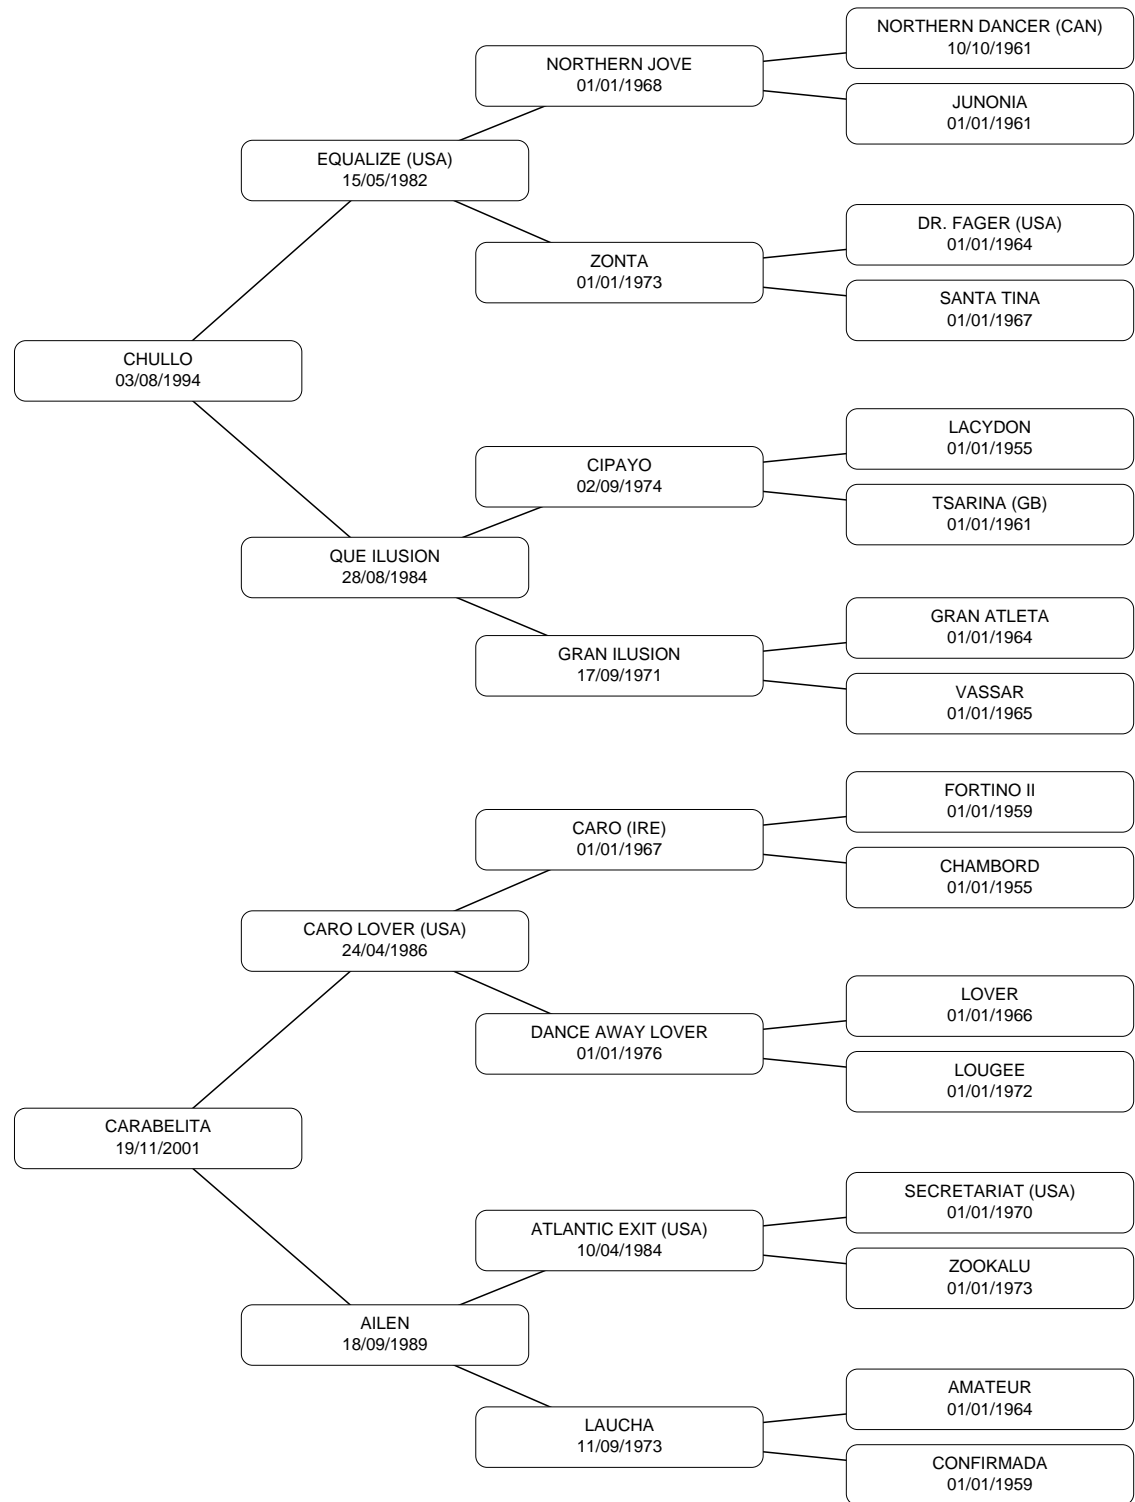 NORTHERN DANCER (CAN)
10/10/1961
NORTHERN JOVE
01/01/1968
JUNONIA
01/01/1961
EQUALIZE (USA)
15/05/1982
DR. FAGER (USA)
01/01/1964
ZONTA
01/01/1973
SANTA TINA
01/01/1967
CHULLO
03/08/1994
LACYDON
01/01/1955
CIPAYO
02/09/1974
TSARINA (GB)
01/01/1961
QUE ILUSION
28/08/1984
GRAN ATLETA
01/01/1964
GRAN ILUSION
17/09/1971
VASSAR
01/01/1965
FORTINO II
01/01/1959
CARO (IRE)
01/01/1967
CHAMBORD
01/01/1955
CARO LOVER (USA)
24/04/1986
LOVER
01/01/1966
DANCE AWAY LOVER
01/01/1976
LOUGEE
01/01/1972
CARABELITA
19/11/2001
SECRETARIAT (USA)
01/01/1970
ATLANTIC EXIT (USA)
10/04/1984
ZOOKALU
01/01/1973
AILEN
18/09/1989
AMATEUR
01/01/1964
LAUCHA
11/09/1973
CONFIRMADA
01/01/1959